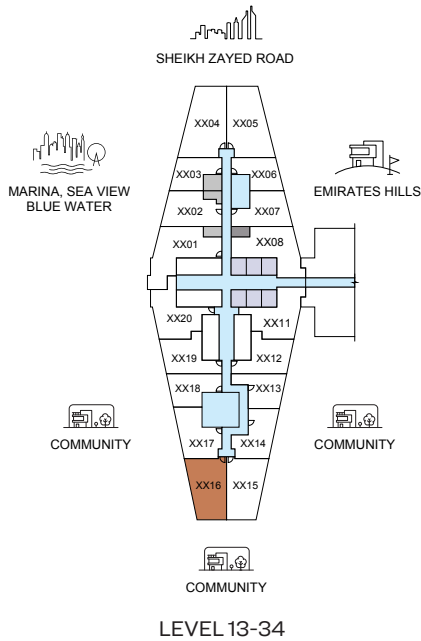 SHEIKH ZAYED ROAD
XX04
XX05
MARINA, SEA VIEW
BLUE WATER
XX03
XX06
EMIRATES HILLS
XX02
XX07
XX01
XX08
XX20
XX11
XX19
XX12
XX18
XX13
COMMUNITY
COMMUNITY
XX17
XX14
XX16
XX15
COMMUNITY
LEVEL 13-34